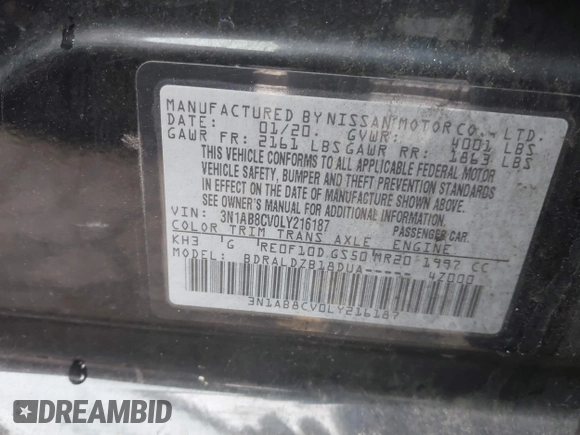 MANUFACTURED BY NISSAN MOTOR CO., LTD.
DATE: 01/20. GVWR: 4001 LBS
GAWR FR: 2161 LBS GAWR RR: 1863 LBS
THIS VEHICLE CONFORMS TO ALL APPLICABLE FEDERAL MOTOR
VEHICLE SAFETY, BUMPER AND THEFT PREVENTION STANDARDS
IN EFFECT ON THE DATE OF MANUFACTURE SHOWN ABOVE.
SEE OWNER'S MANUAL FOR ADDITIONAL INFORMATION
VIN: 3N1AB8CV0LY216187 PASSENGER CAR
COLOR TRIM TRANS AXLE ENGINE
KH3 G RE0F10D GS50 MR20 1997 CC
MODEL: BDRALDZB18DUA----- 47000
3N1AB8CV0LY216187
DREAMBID